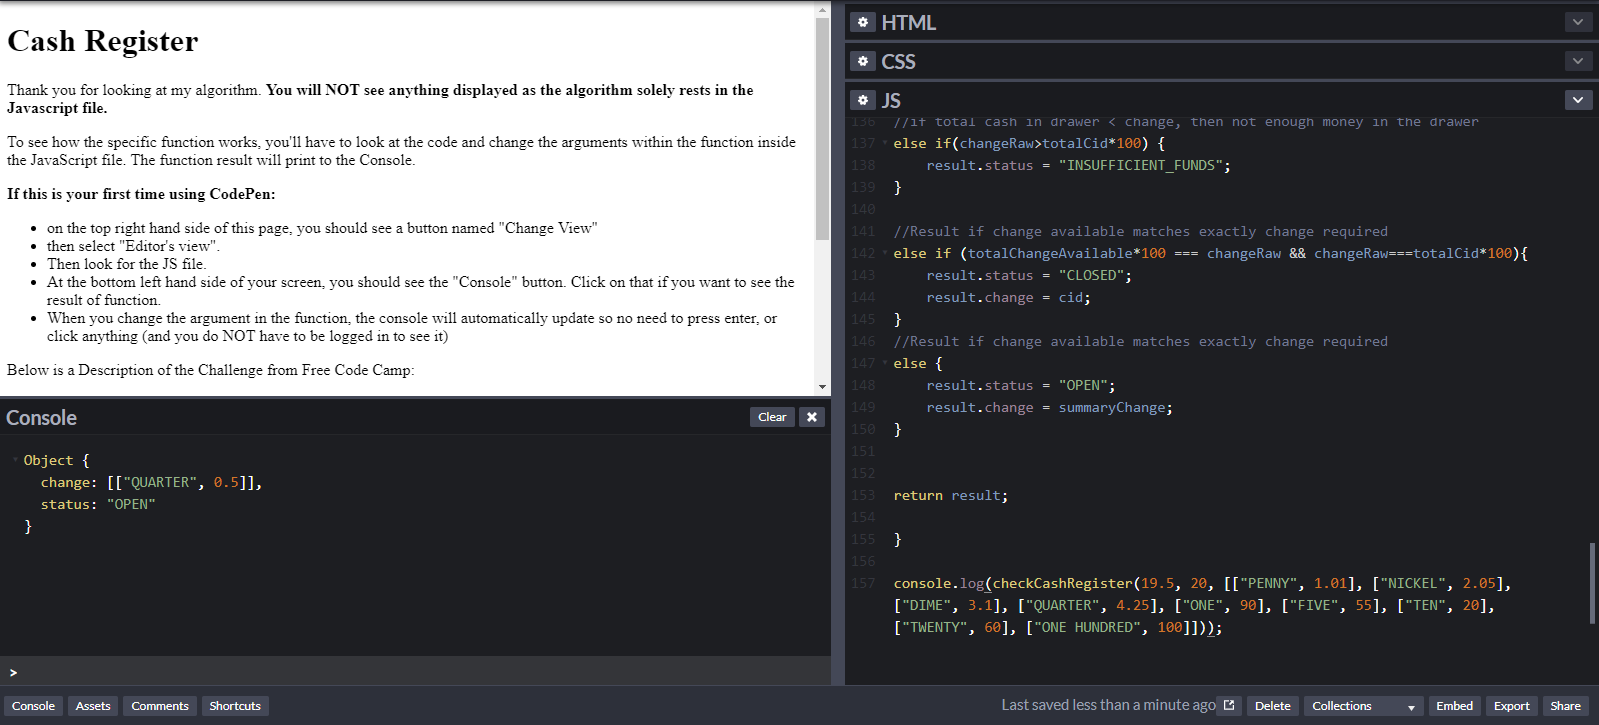 Cash Register
Thank you for looking at my algorithm. You will NOT see anything displayed as the algorithm solely rests in the
Javascript file.
To see how the specific function works, you'll have to look at the code and change the arguments within the function inside
the JavaScript file. The function result will print to the Console.
If this is your first time using CodePen:
• on the top right hand side of this page, you should see a button named "Change View"
• then select "Editor's view".
• Then look for the JS file.
• At the bottom left hand side of your screen, you should see the "Console" button. Click on that if you want to see the
result of function.
• When you change the argument in the function, the console will automatically update so no need to press enter, or
click anything (and you do NOT have to be logged in to see it)
Below is a Description of the Challenge from Free Code Camp:
Console
Clear
Object {
change: [["QUARTER", 0.5]],
status: "OPEN"
}
>
HTML
CSS
JS
136 //if total cash in drawer < change, then not enough money in the drawer
137 else if(changeRaw>totalCid*100) {
138 result.status = "INSUFFICIENT_FUNDS";
139 }
140
141 //Result if change available matches exactly change required
142 else if (totalChangeAvailable*100 === changeRaw && changeRaw===totalCid*100){
143 result.status = "CLOSED";
144 result.change = cid;
145 }
146 //Result if change available matches exactly change required
147 else {
148 result.status = "OPEN";
149 result.change = summaryChange;
150 }
151
152
153 return result;
154
155 }
156
157 console.log(checkCashRegister(19.5, 20, [["PENNY", 1.01], ["NICKEL", 2.05],
["DIME", 3.1], ["QUARTER", 4.25], ["ONE", 90], ["FIVE", 55], ["TEN", 20],
["TWENTY", 60], ["ONE HUNDRED", 100]]));
Console Assets Comments Shortcuts
Last saved less than a minute ago Delete Collections Embed Export Share